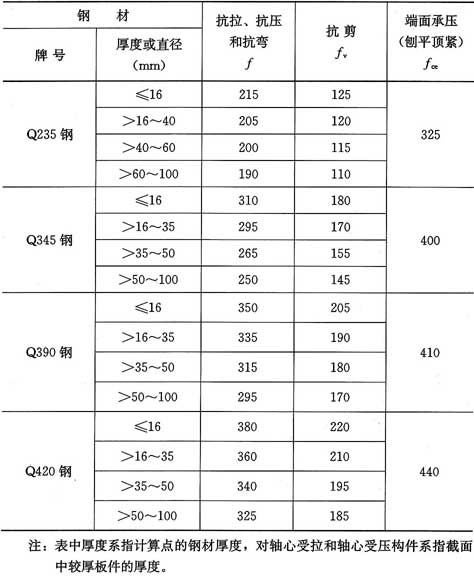 钢 材
抗拉、抗压和抗弯 f
抗 剪 fv
端面承压(刨平顶紧) fce
牌 号
厚度或直径(mm)
Q235 钢
≤16 215 125
>16～40 205 120
>40～60 200 115
>60～100 190 110
325
Q345 钢
≤16 310 180
>16～35 295 170
>35～50 265 155
>50～100 250 145
400
Q390 钢
≤16 350 205
>16～35 335 190
>35～50 315 180
>50～100 295 170
410
Q420 钢
≤16 380 220
>16～35 360 210
>35～50 340 195
>50～100 325 185
440
注：表中厚度系指计算点的钢材厚度，对轴心受拉和轴心受压构件系指截面
中较厚板件的厚度。